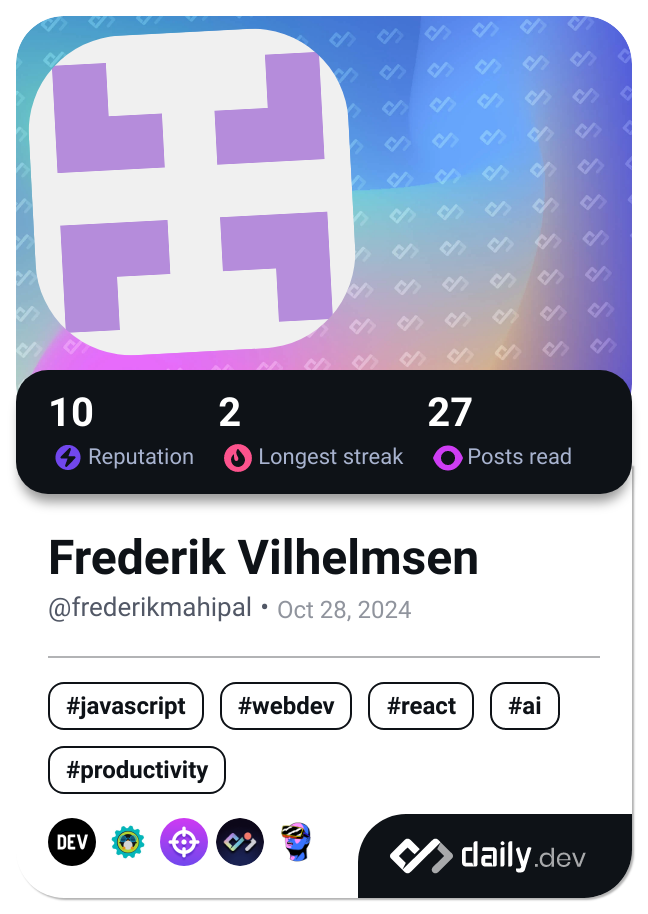 10 2 27
Reputation Longest streak Posts read
Frederik Vilhelmsen
@frederikmahipal • Oct 28, 2024
#javascript #webdev #react #ai
#productivity
DEV
daily.dev